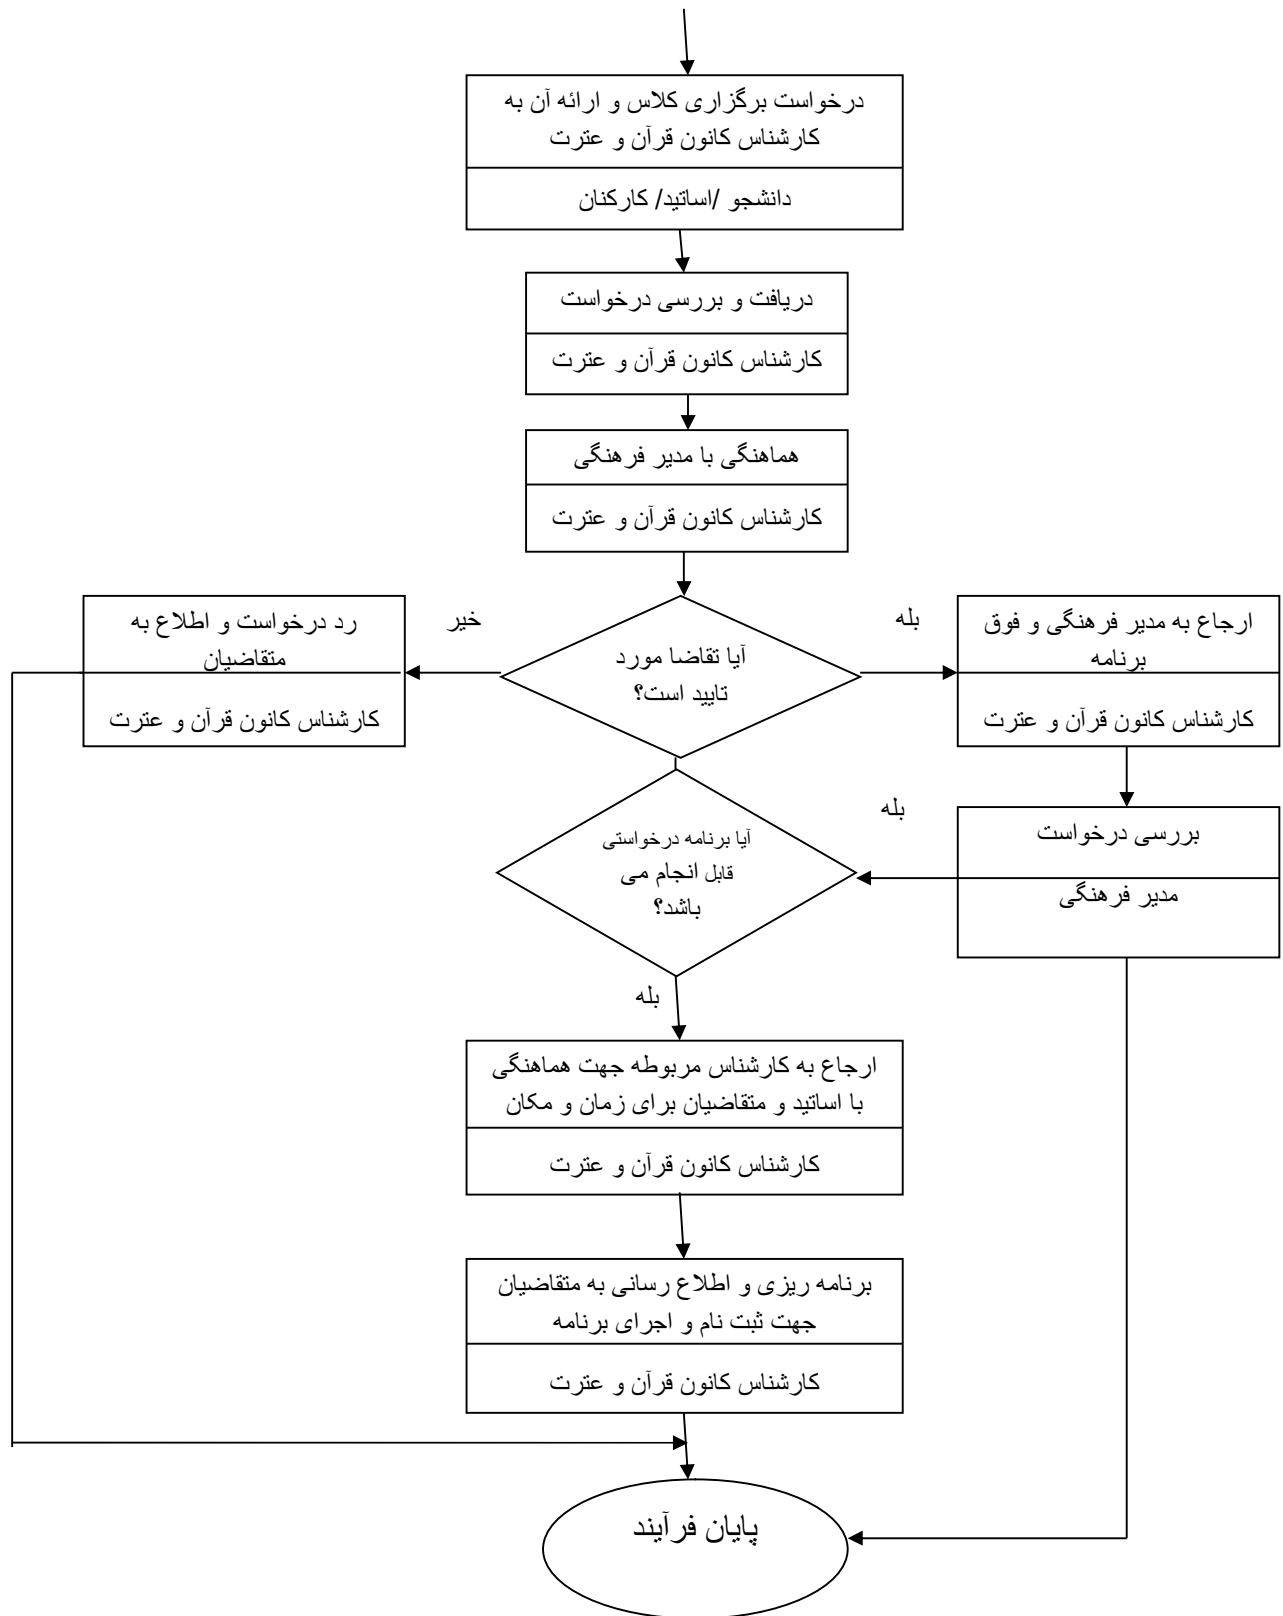 درخواست برگزاری کلاس و ارائه آن به
کارشناس کانون قرآن و عترت
دانشجو /اساتید/ کارکنان
دریافت و بررسی درخواست
کارشناس کانون قرآن و عترت
هماهنگی با مدیر فرهنگی
کارشناس کانون قرآن و عترت
بله
خیر
ارجاع به مدیر فرهنگی و فوق
برنامه
کارشناس کانون قرآن و عترت
آیا تقاضا مورد
تایید است؟
رد درخواست و اطلاع به
متقاضیان
کارشناس کانون قرآن و عترت
بررسی درخواست
مدیر فرهنگی
بله
آیا برنامه درخواستی
قابل انجام می
باشد؟
بله
ارجاع به کارشناس مربوطه جهت هماهنگی
با اساتید و متقاضیان برای زمان و مکان
کارشناس کانون قرآن و عترت
برنامه ریزی و اطلاع رسانی به متقاضیان
جهت ثبت نام و اجرای برنامه
کارشناس کانون قرآن و عترت
پایان فرآیند